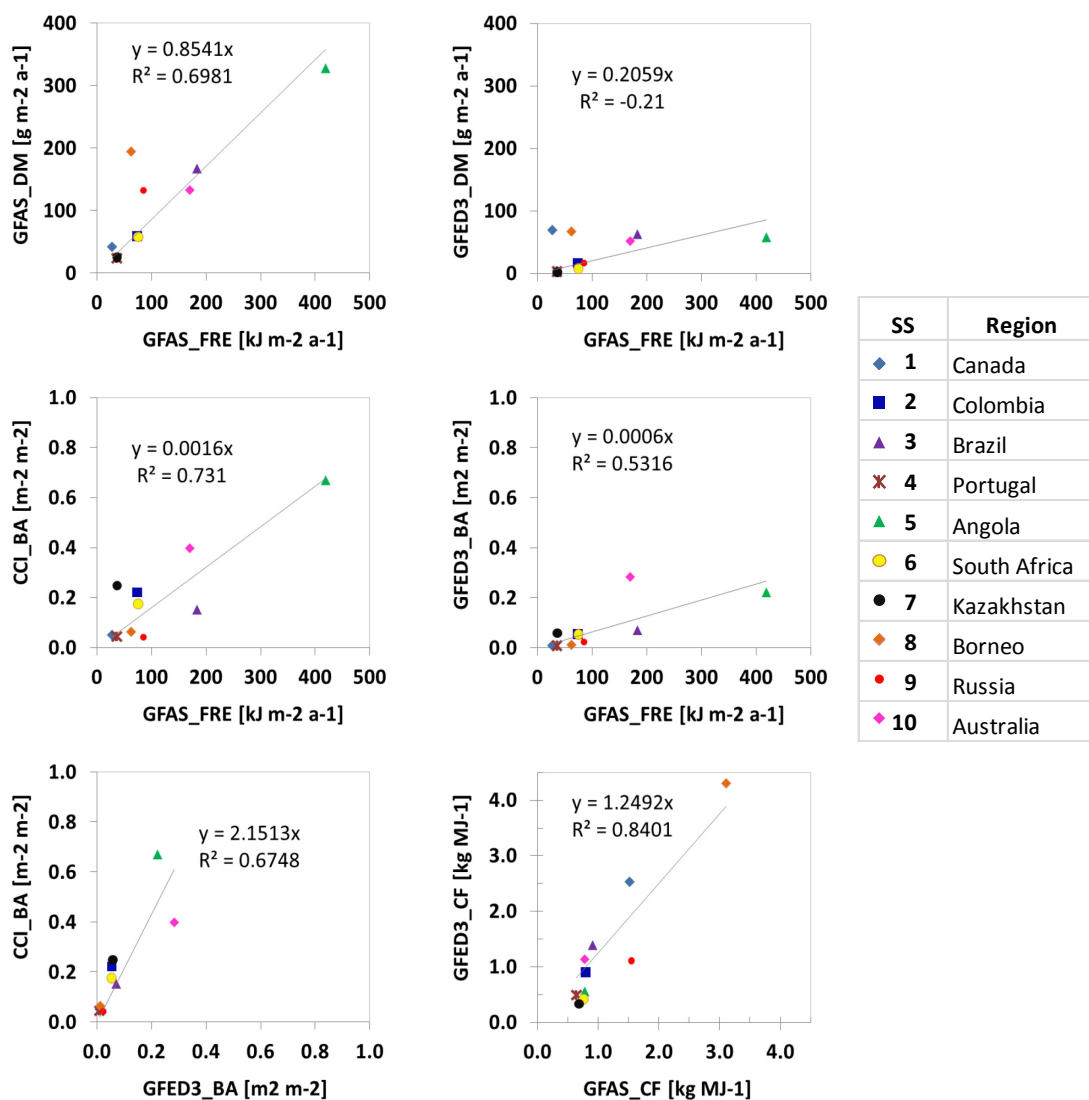 400
300
200
100
0
GFAS_DM [g m-2 a-1]
y = 0.8541x
R² = 0.6981
0 100 200 300 400 500
GFAS_FRE [kJ m-2 a-1]
400
300
200
100
0
GFED3_DM [g m-2 a-1]
y = 0.2059x
R² = -0.21
0 100 200 300 400 500
GFAS_FRE [kJ m-2 a-1]
1.0
0.8
0.6
0.4
0.2
0.0
CCI_BA [m-2 m-2]
y = 0.0016x
R² = 0.731
0 100 200 300 400 500
GFAS_FRE [kJ m-2 a-1]
1.0
0.8
0.6
0.4
0.2
0.0
GFED3_BA [m2 m-2]
y = 0.0006x
R² = 0.5316
0 100 200 300 400 500
GFAS_FRE [kJ m-2 a-1]
1.0
0.8
0.6
0.4
0.2
0.0
CCI_BA [m-2 m-2]
y = 2.1513x
R² = 0.6748
0.0 0.2 0.4 0.6 0.8 1.0
GFED3_BA [m2 m-2]
4.0
3.0
2.0
1.0
0.0
GFED3_CF [kg MJ-1]
y = 1.2492x
R² = 0.8401
0.0 1.0 2.0 3.0 4.0
GFAS_CF [kg MJ-1]
SS Region
1 Canada
2 Colombia
3 Brazil
4 Portugal
5 Angola
6 South Africa
7 Kazakhstan
8 Borneo
9 Russia
10 Australia